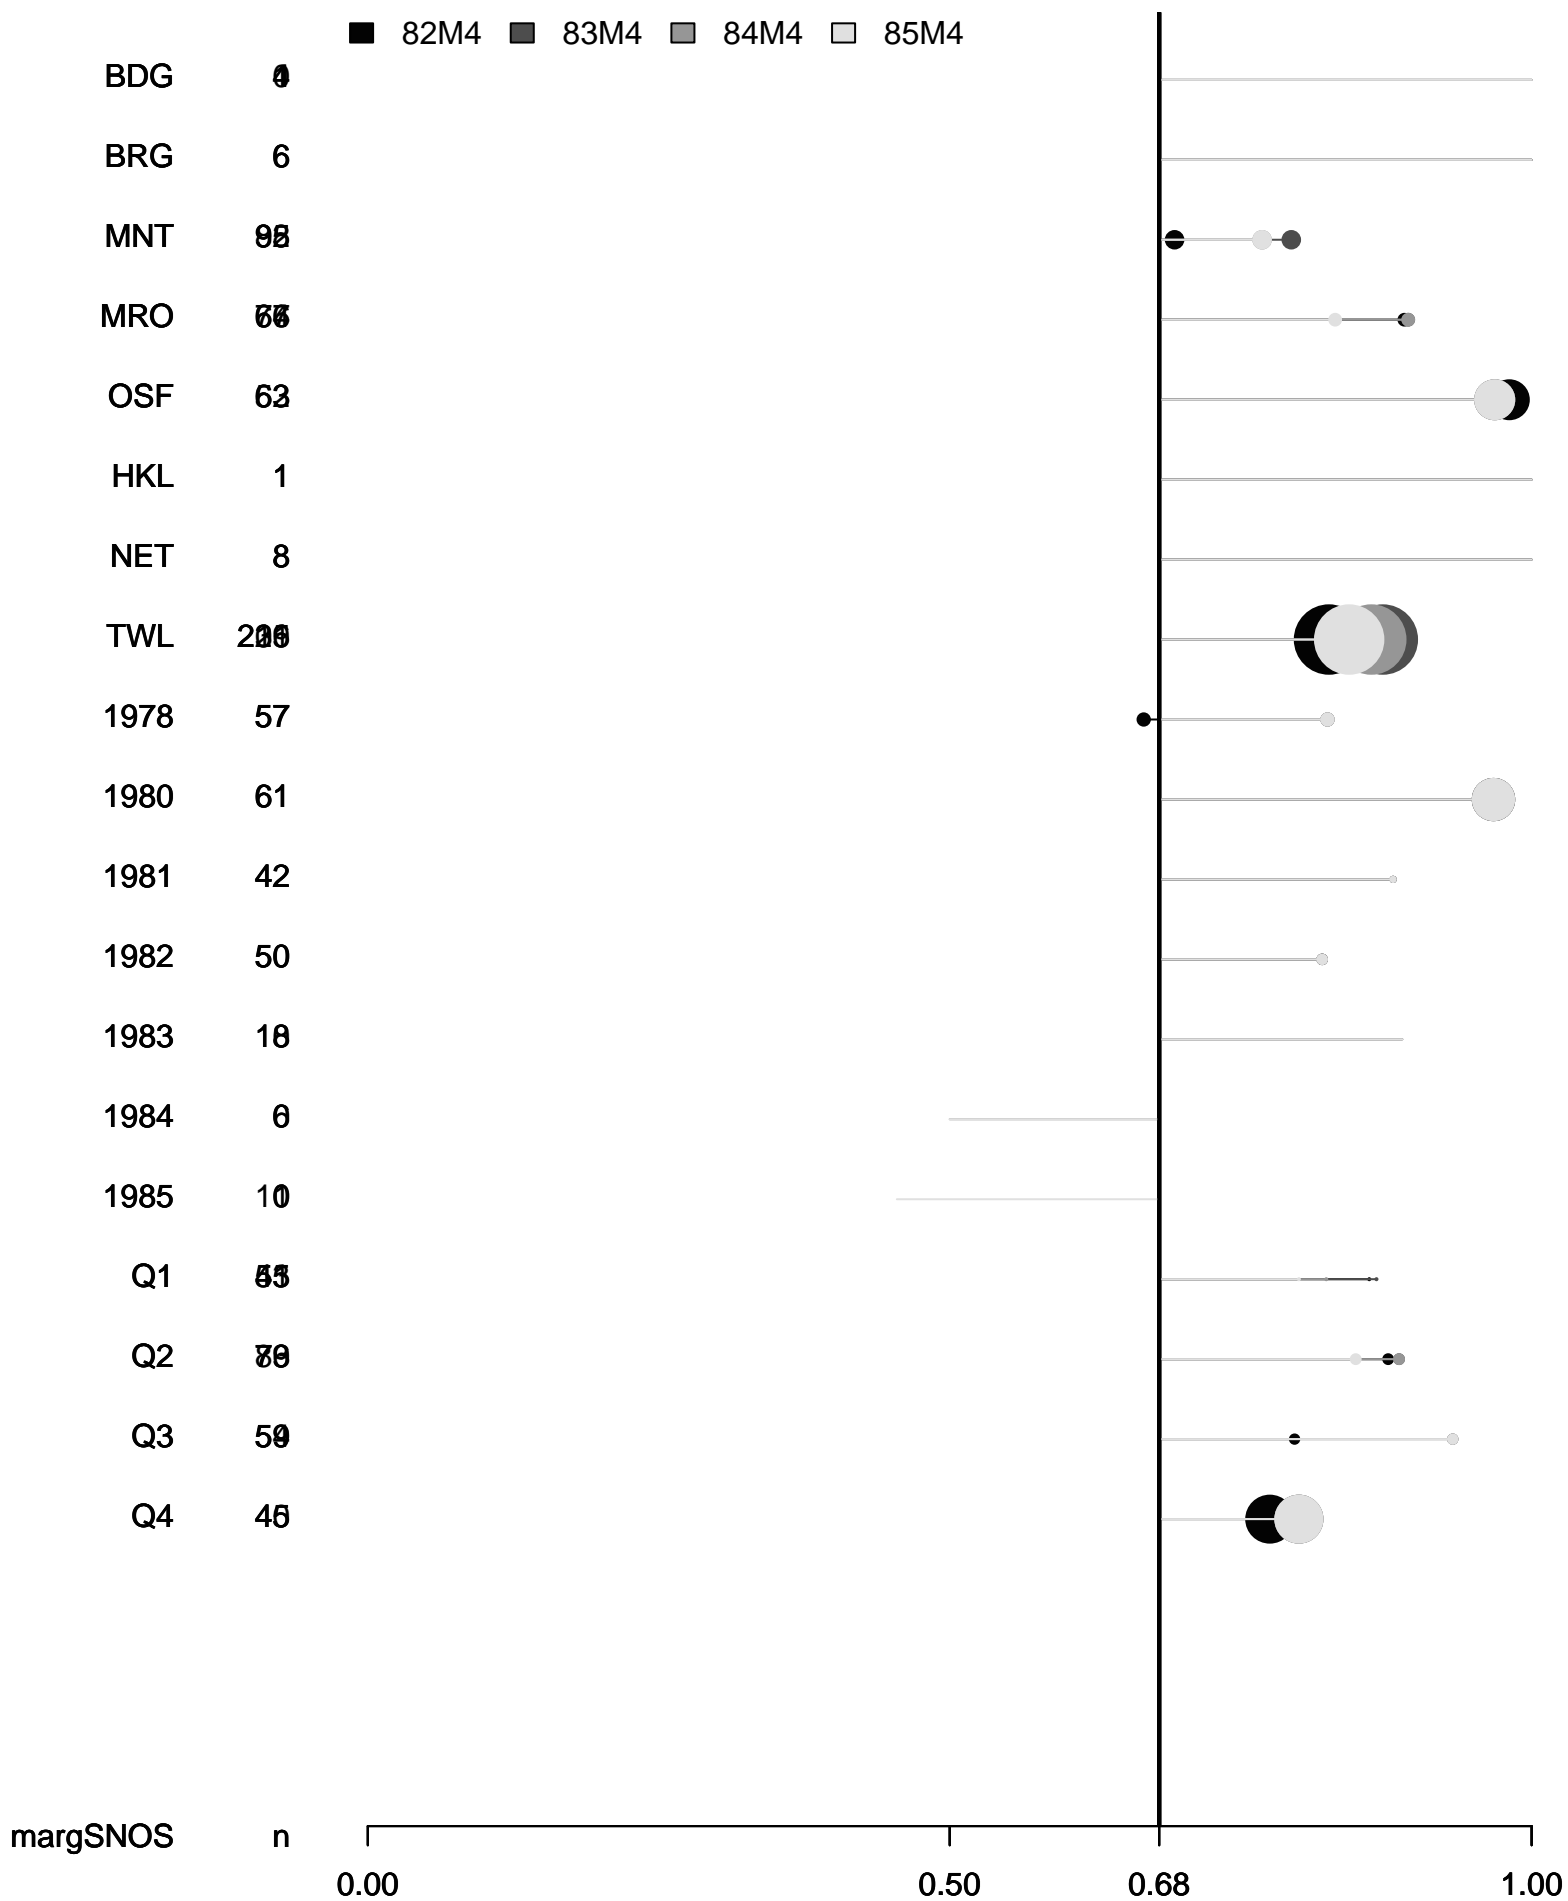 82M4 83M4 84M4 85M4
BDG
BRG 6
MNT
MRO
OSF
HKL 1
NET 8
TWL
1978 57
1980 61
1981 42
1982 50
1983
1984
1985
Q1
Q2
Q3
Q4
margSNOS n
0.00 0.50 0.68 1.00